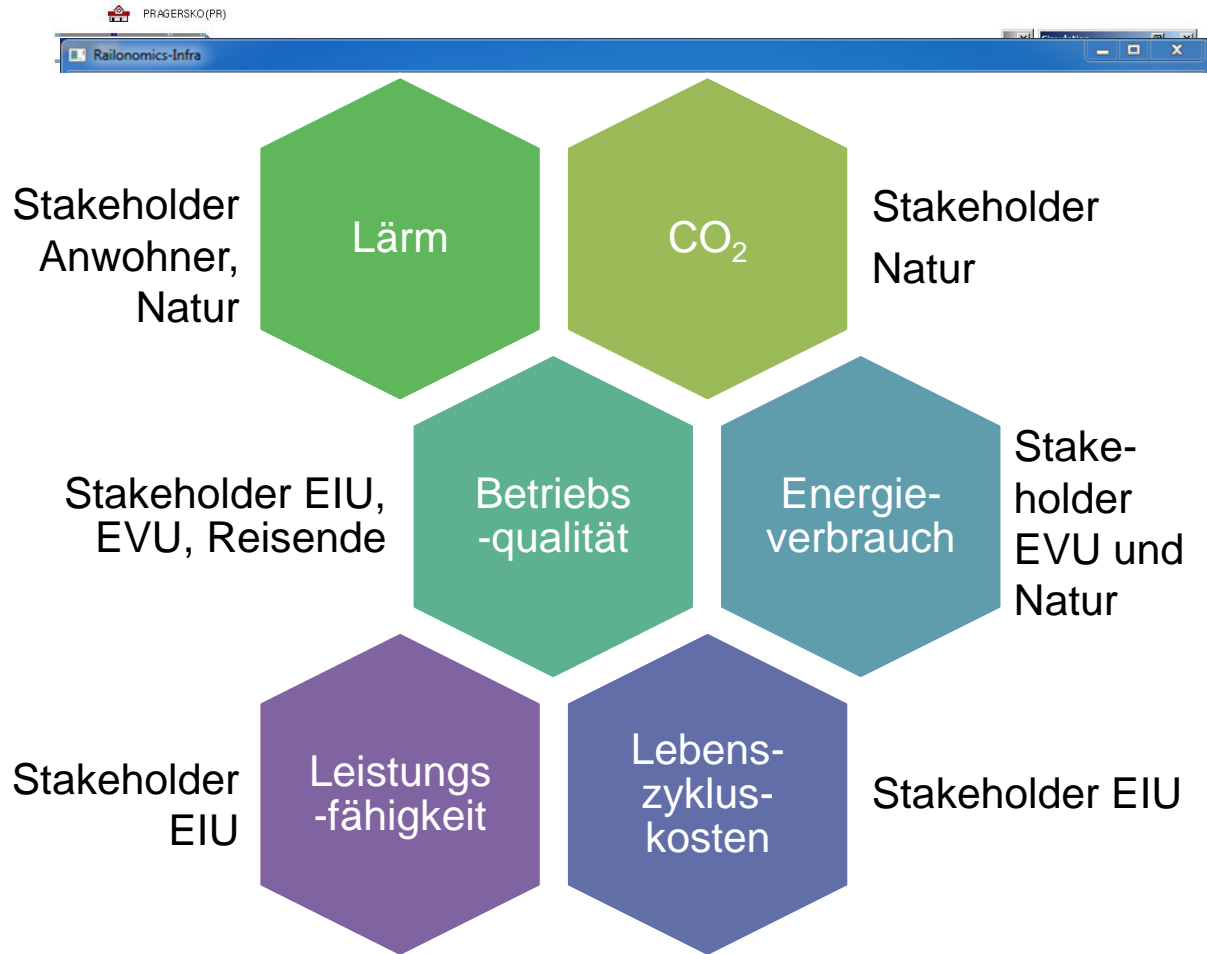 PRAGERSKO(PR)
Railonomics-Infra
Stakeholder
Anwohner,
Natur
Lärm
CO₂
Stakeholder
Natur
Stakeholder EIU,
EVU, Reisende
Betriebs
-qualität
Energie-
verbrauch
Stake-
holder
EVU und
Natur
Stakeholder
EIU
Leistungs
-fähigkeit
Lebens-
zyklus-
kosten
Stakeholder EIU